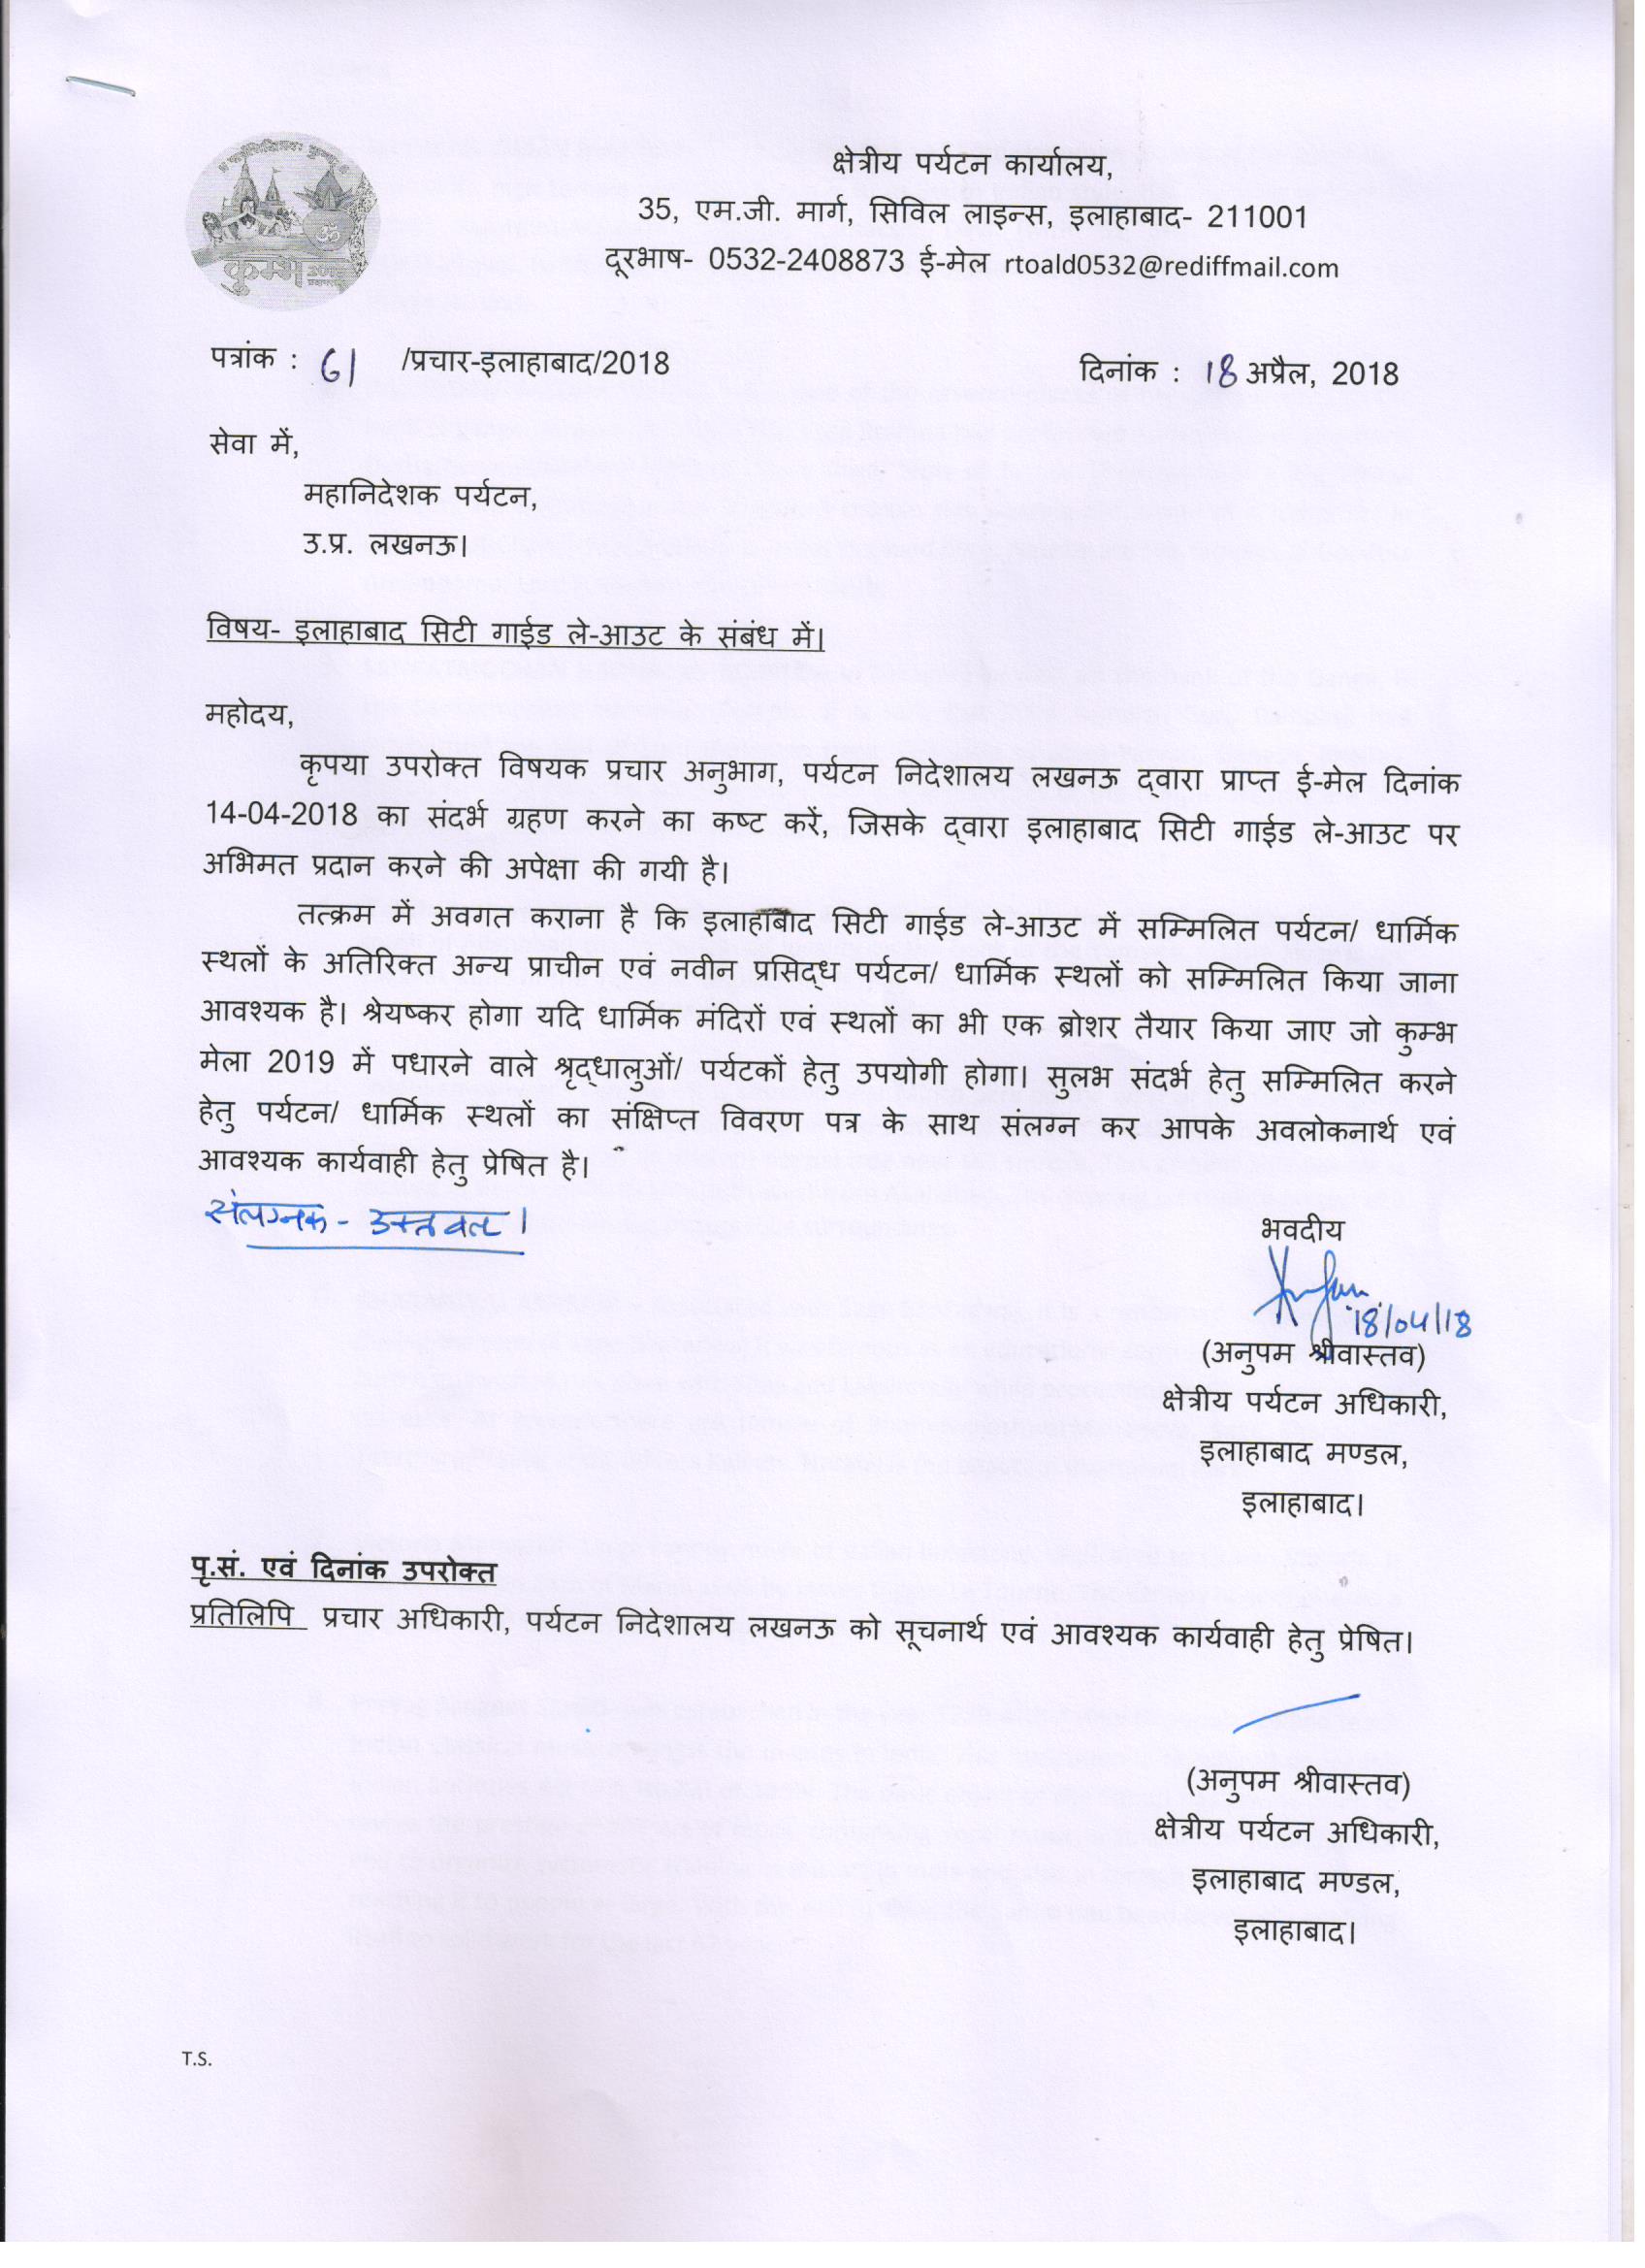 कुम्भ
क्षेत्रीय पर्यटन कार्यालय,
35, एम.जी. मार्ग, सिविल लाइन्स, इलाहाबाद- 211001
दूरभाष- 0532-2408873 ई-मेल rtoald0532@rediffmail.com
पत्रांक : 61 /प्रचार-इलाहाबाद/2018 दिनांक : 18 अप्रैल, 2018
सेवा में,
महानिदेशक पर्यटन,
उ.प्र. लखनऊ।
विषय- इलाहाबाद सिटी गाईड ले-आउट के संबंध में।
महोदय,
कृपया उपरोक्त विषयक प्रचार अनुभाग, पर्यटन निदेशालय लखनऊ द्वारा प्राप्त ई-मेल दिनांक
14-04-2018 का संदर्भ ग्रहण करने का कष्ट करें, जिसके द्वारा इलाहाबाद सिटी गाईड ले-आउट पर
अभिमत प्रदान करने की अपेक्षा की गयी है।
तत्क्रम में अवगत कराना है कि इलाहाबाद सिटी गाईड ले-आउट में सम्मिलित पर्यटन/ धार्मिक
स्थलों के अतिरिक्त अन्य प्राचीन एवं नवीन प्रसिद्ध पर्यटन/ धार्मिक स्थलों को सम्मिलित किया जाना
आवश्यक है। श्रेयष्कर होगा यदि धार्मिक मंदिरों एवं स्थलों का भी एक ब्रोशर तैयार किया जाए जो कुम्भ
मेला 2019 में पधारने वाले श्रृद्धालुओं/ पर्यटकों हेतु उपयोगी होगा। सुलभ संदर्भ हेतु सम्मिलित करने
हेतु पर्यटन/ धार्मिक स्थलों का संक्षिप्त विवरण पत्र के साथ संलग्न कर आपके अवलोकनार्थ एवं
आवश्यक कार्यवाही हेतु प्रेषित है।
संलग्नक - उक्तवत।
भवदीय
18/04/18
(अनुपम श्रीवास्तव)
क्षेत्रीय पर्यटन अधिकारी,
इलाहाबाद मण्डल,
इलाहाबाद।
पृ.सं. एवं दिनांक उपरोक्त
प्रतिलिपि प्रचार अधिकारी, पर्यटन निदेशालय लखनऊ को सूचनार्थ एवं आवश्यक कार्यवाही हेतु प्रेषित।
(अनुपम श्रीवास्तव)
क्षेत्रीय पर्यटन अधिकारी,
इलाहाबाद मण्डल,
इलाहाबाद।
T.S.